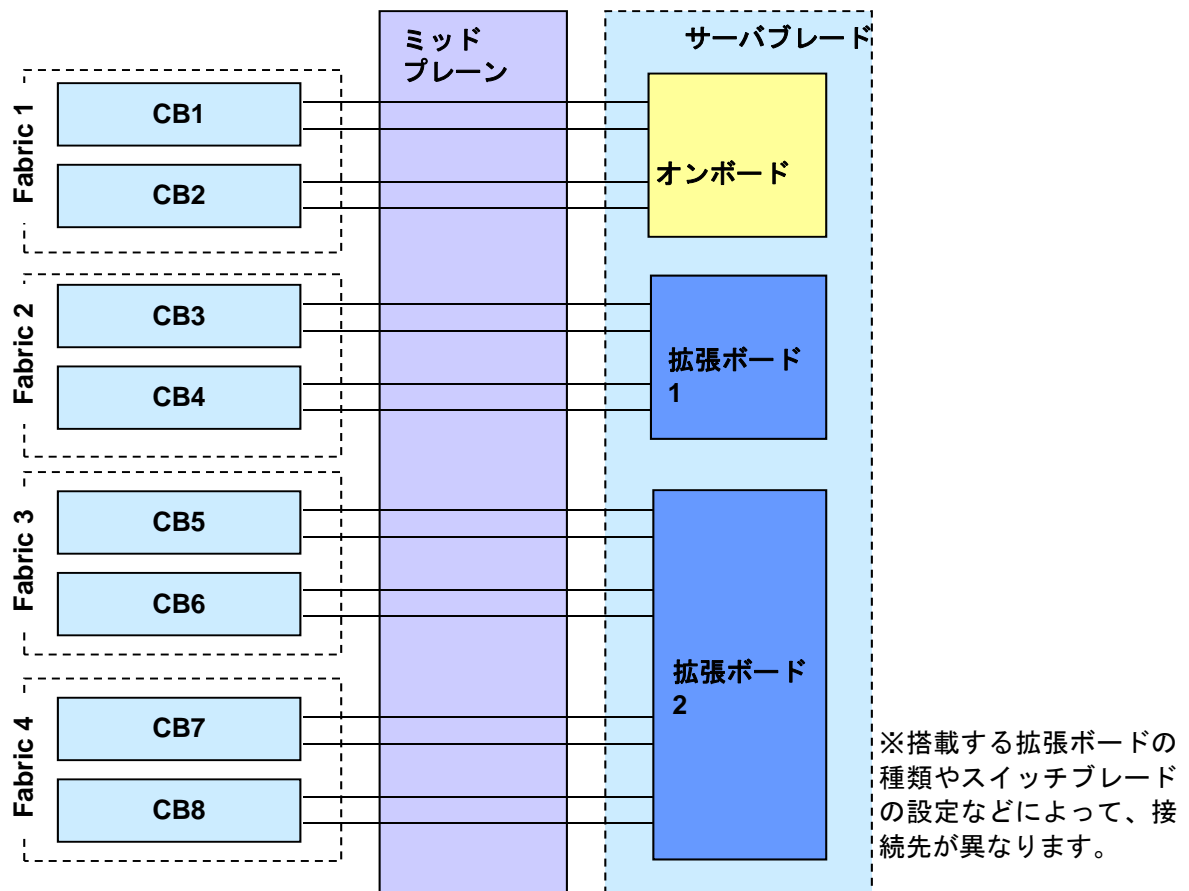 ミッド
プレーン
サーバブレード
Fabric 1
CB1
CB2
オンボード
Fabric 2
CB3
CB4
拡張ボード
1
Fabric 3
CB5
CB6
拡張ボード
2
Fabric 4
CB7
CB8
※搭載する拡張ボードの
種類やスイッチブレード
の設定などによって、接
続先が異なります。